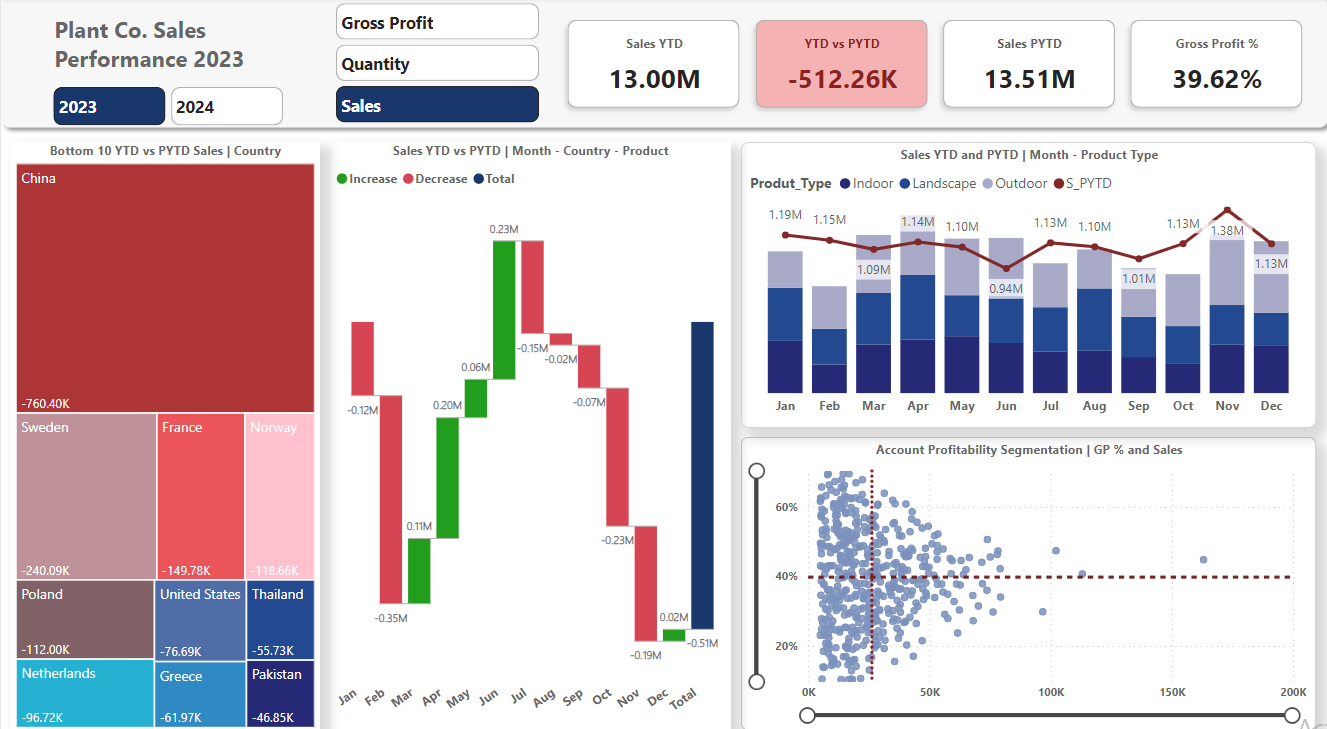 Plant Co. Sales
Performance 2023
2023
2024
Gross Profit
Quantity
Sales
Sales YTD
13.00M
YTD vs PYTD
-512.26K
Sales PYTD
13.51M
Gross Profit %
39.62%
Bottom 10 YTD vs PYTD Sales | Country
China
-760.40K
Sweden
-240.09K
France
-149.78K
Norway
-118.66K
Poland
-112.00K
United States
-76.69K
Thailand
-55.73K
Netherlands
-96.72K
Greece
-61.97K
Pakistan
-46.85K
Sales YTD vs PYTD | Month - Country - Product
Increase Decrease Total
-0.12M
-0.35M
0.11M
0.20M
0.06M
0.23M
-0.15M
-0.02M
-0.07M
-0.23M
-0.19M
0.02M
-0.51M
Jan Feb Mar Apr May Jun Jul Aug Sep Oct Nov Dec Total
Sales YTD and PYTD | Month - Product Type
Produt_Type Indoor Landscape Outdoor S_PYTD
1.19M
1.15M
1.09M
1.14M
1.10M
0.94M
1.13M
1.10M
1.01M
1.13M
1.38M
1.13M
Jan Feb Mar Apr May Jun Jul Aug Sep Oct Nov Dec
Account Profitability Segmentation | GP % and Sales
60%
40%
20%
0K 50K 100K 150K 200K